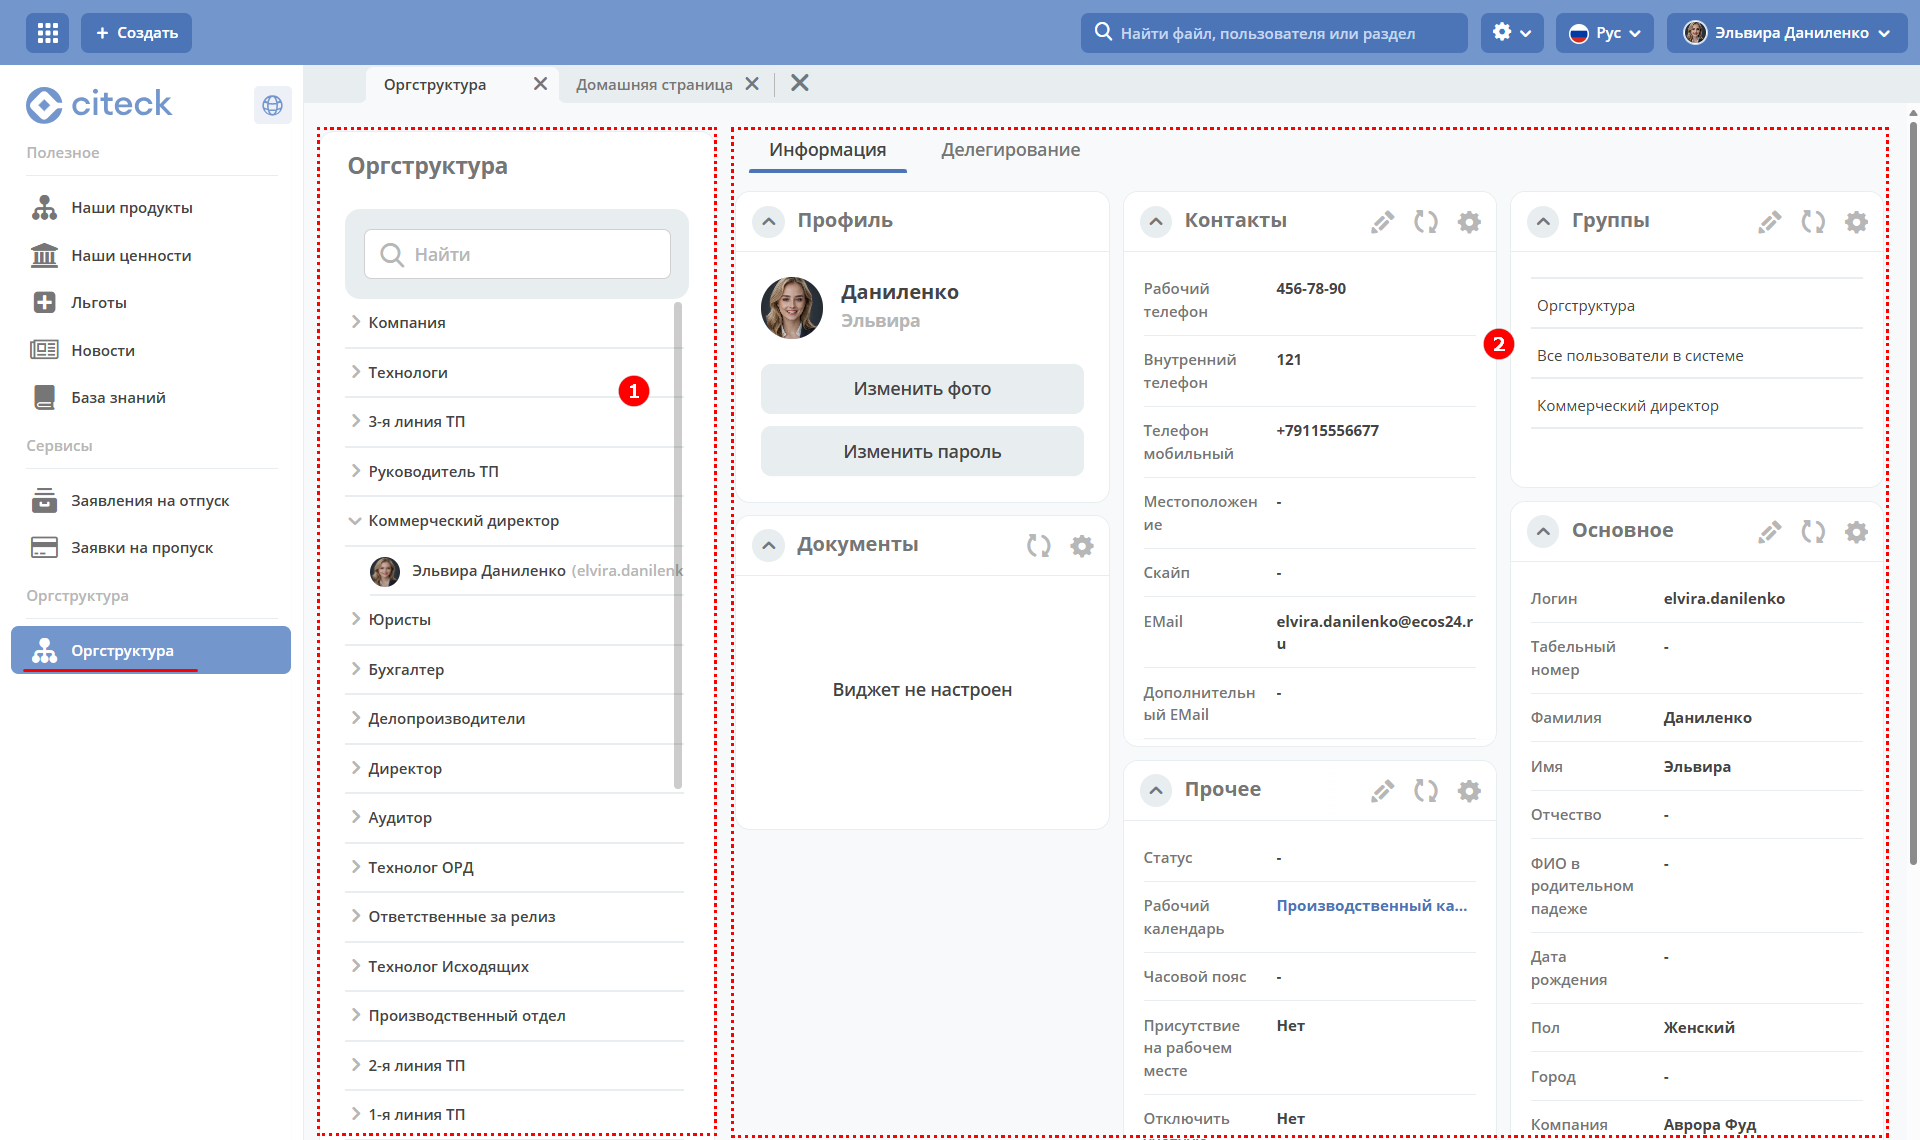 Создать
Найти файл, пользователя или раздел
Рус
Эльвира Даниленко
citeck
Полезное
Наши продукты
Наши ценности
Льготы
Новости
База знаний
Сервисы
Заявления на отпуск
Заявки на пропуск
Оргструктура
Оргструктура
Оргструктура
Домашняя страница
Оргструктура
Найти
Компания
Технологи
1
3-я линия ТП
Руководитель ТП
Коммерческий директор
Эльвира Даниленко (elvira.danilenk
Юристы
Бухгалтер
Делопроизводители
Директор
Аудитор
Технолог ОРД
Ответственные за релиз
Технолог Исходящих
Производственный отдел
2-я линия ТП
1-я линия ТП
Информация
Делегирование
Профиль
Даниленко
Эльвира
Изменить фото
Изменить пароль
Документы
Виджет не настроен
Контакты
Рабочий
телефон
456-78-90
Внутренний
телефон
121
Телефон
мобильный
+79115556677
Местоположен
ие
-
Скайп
-
EMail
elvira.danilenko@ecos24.r
u
Дополнительн
ый EMail
-
Прочее
Статус
-
Рабочий
календарь
Производственный ка...
Часовой пояс
-
Присутствие
на рабочем
месте
Нет
Отключить
Нет
2
Группы
Оргструктура
Все пользователи в системе
Коммерческий директор
Основное
Логин
elvira.danilenko
Табельный
номер
-
Фамилия
Даниленко
Имя
Эльвира
Отчество
-
ФИО в
родительном
падеже
-
Дата
рождения
-
Пол
Женский
Город
-
Компания
Аврора Фуд